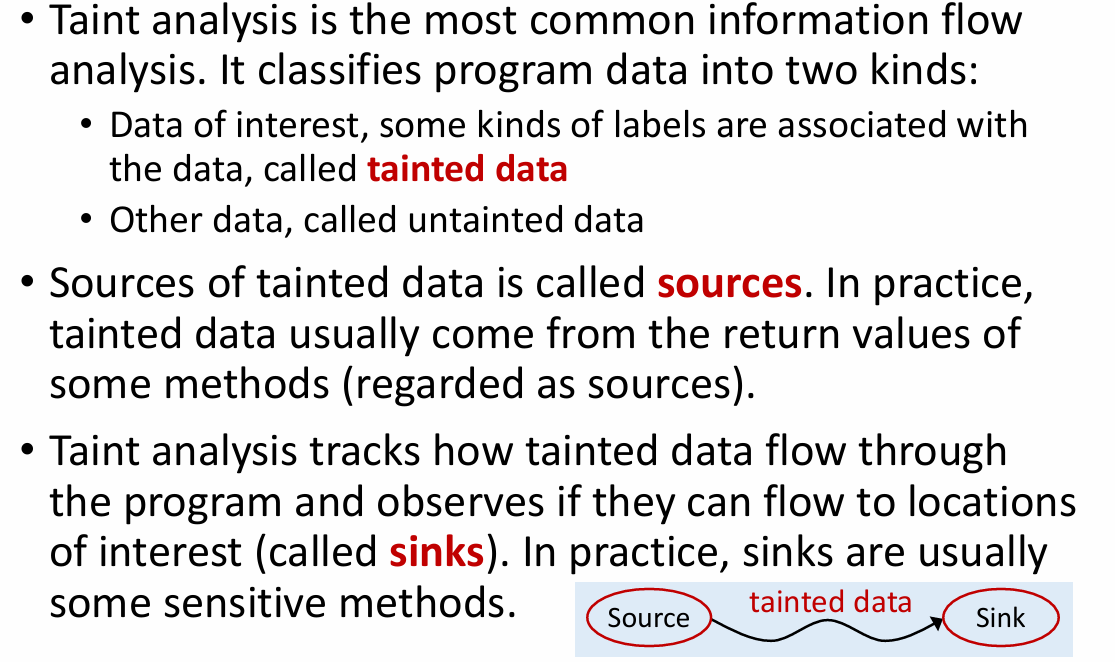 • Taint analysis is the most common information flow
analysis. It classifies program data into two kinds:
• Data of interest, some kinds of labels are associated with
the data, called tainted data
• Other data, called untainted data
• Sources of tainted data is called sources. In practice,
tainted data usually come from the return values of
some methods (regarded as sources).
• Taint analysis tracks how tainted data flow through
the program and observes if they can flow to locations
of interest (called sinks). In practice, sinks are usually
some sensitive methods.
Source tainted data Sink